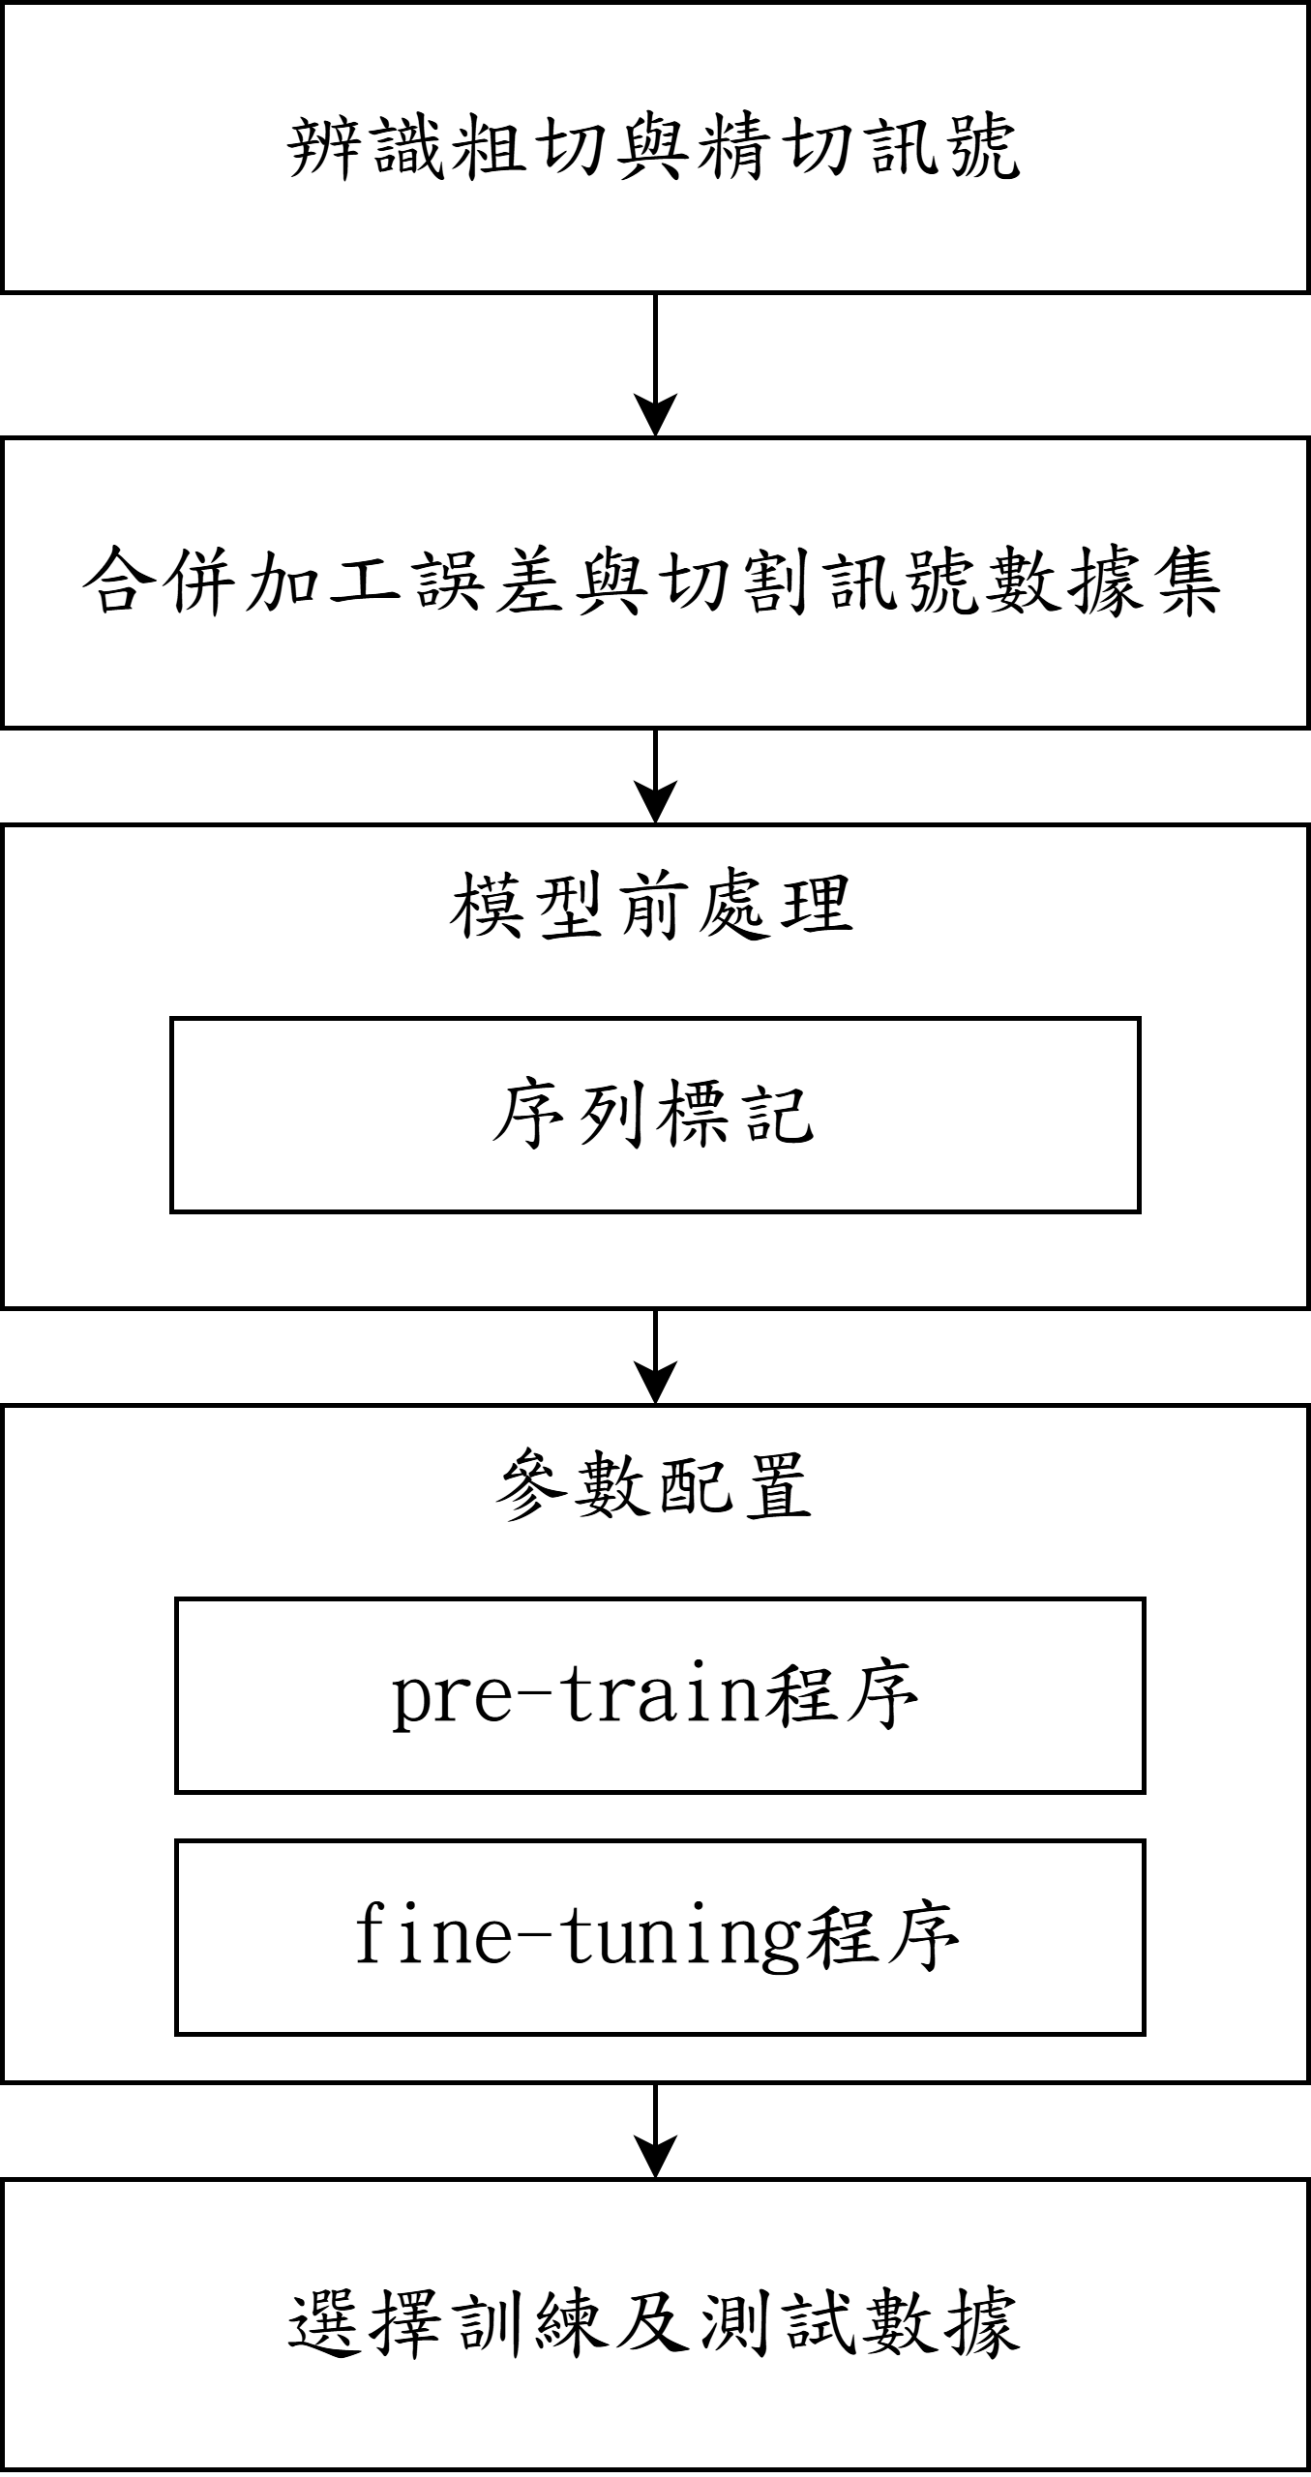 辨識粗切與精切訊號
合併加工誤差與切割訊號數據集
模型前處理
序列標記
參數配置
pre-train程序
fine-tuning程序
選擇訓練及測試數據